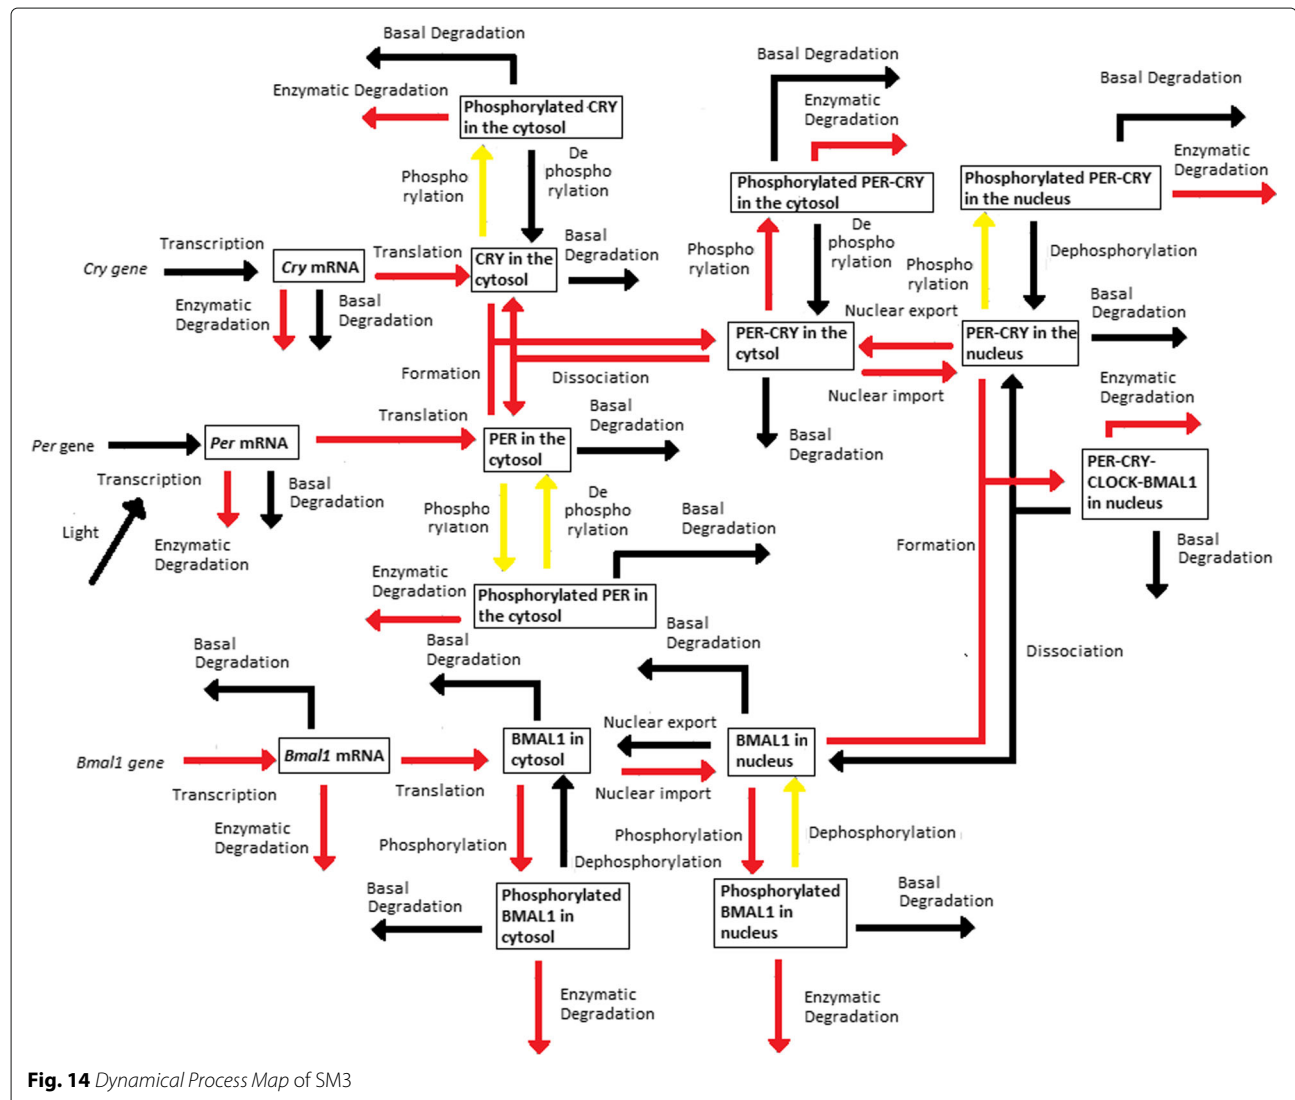 Basal Degradation
Enzymatic Degradation
Phosphorylated CRY
in the cytosol
Phospho
rylation
De
phospho
rylation
Transcription
Cry gene
Cry mRNA
Translation
CRY in the
cytosol
Basal
Degradation
Enzymatic
Degradation
Basal
Degradation
Basal Degradation
Enzymatic
Degradation
Phosphorylated PER-CRY
in the cytosol
Phospho
rylation
De
phospho
rylation
Basal Degradation
Enzymatic
Degradation
Phosphorylated PER-CRY
in the nucleus
Phospho
rylation
Dephosphorylation
Nuclear export
PER-CRY in the
cytsol
PER-CRY in the
nucleus
Basal
Degradation
Nuclear import
Formation
Dissociation
Basal
Degradation
Enzymatic
Degradation
PER-CRY-
CLOCK-BMAL1
in nucleus
Basal
Degradation
Formation
Dissociation
Per gene
Per mRNA
Translation
PER in the
cytosol
Basal
Degradation
Transcription
Light
Enzymatic
Degradation
Basal
Degradation
Phospho
rylation
De
phospho
rylation
Basal
Degradation
Enzymatic
Degradation
Phosphorylated PER in
the cytosol
Basal
Degradation
Basal
Degradation
Basal
Degradation
Bmal1 gene
Bmal1 mRNA
BMAL1 in
cytosol
Nuclear export
BMAL1 in
nucleus
Transcription
Translation
Nuclear import
Enzymatic
Degradation
Phosphorylation
Dephosphorylation
Phosphorylation
Dephosphorylation
Basal
Degradation
Phosphorylated
BMAL1 in
cytosol
Phosphorylated
BMAL1 in
nucleus
Basal
Degradation
Enzymatic
Degradation
Enzymatic
Degradation
Fig. 14 Dynamical Process Map of SM3